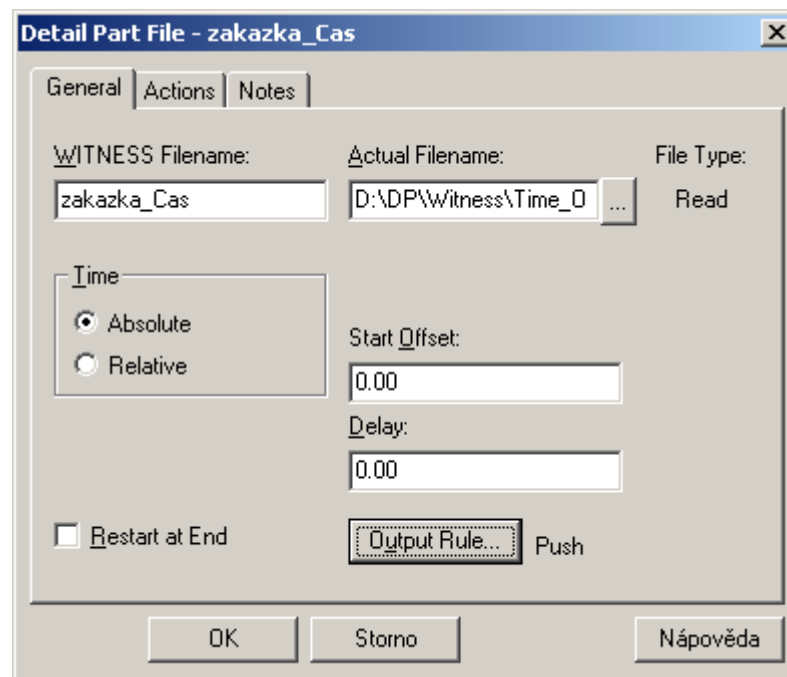 Detail Part File - zakazka_Cas
General Actions Notes
WITNESS Filename: Actual Filename: File Type:
zakazka_Cas D:\DP\Witness\Time_O ... Read
Time
Absolute
Relative
Start Offset:
0.00
Delay:
0.00
Restart at End Output Rule... Push
OK Storno Nápověda